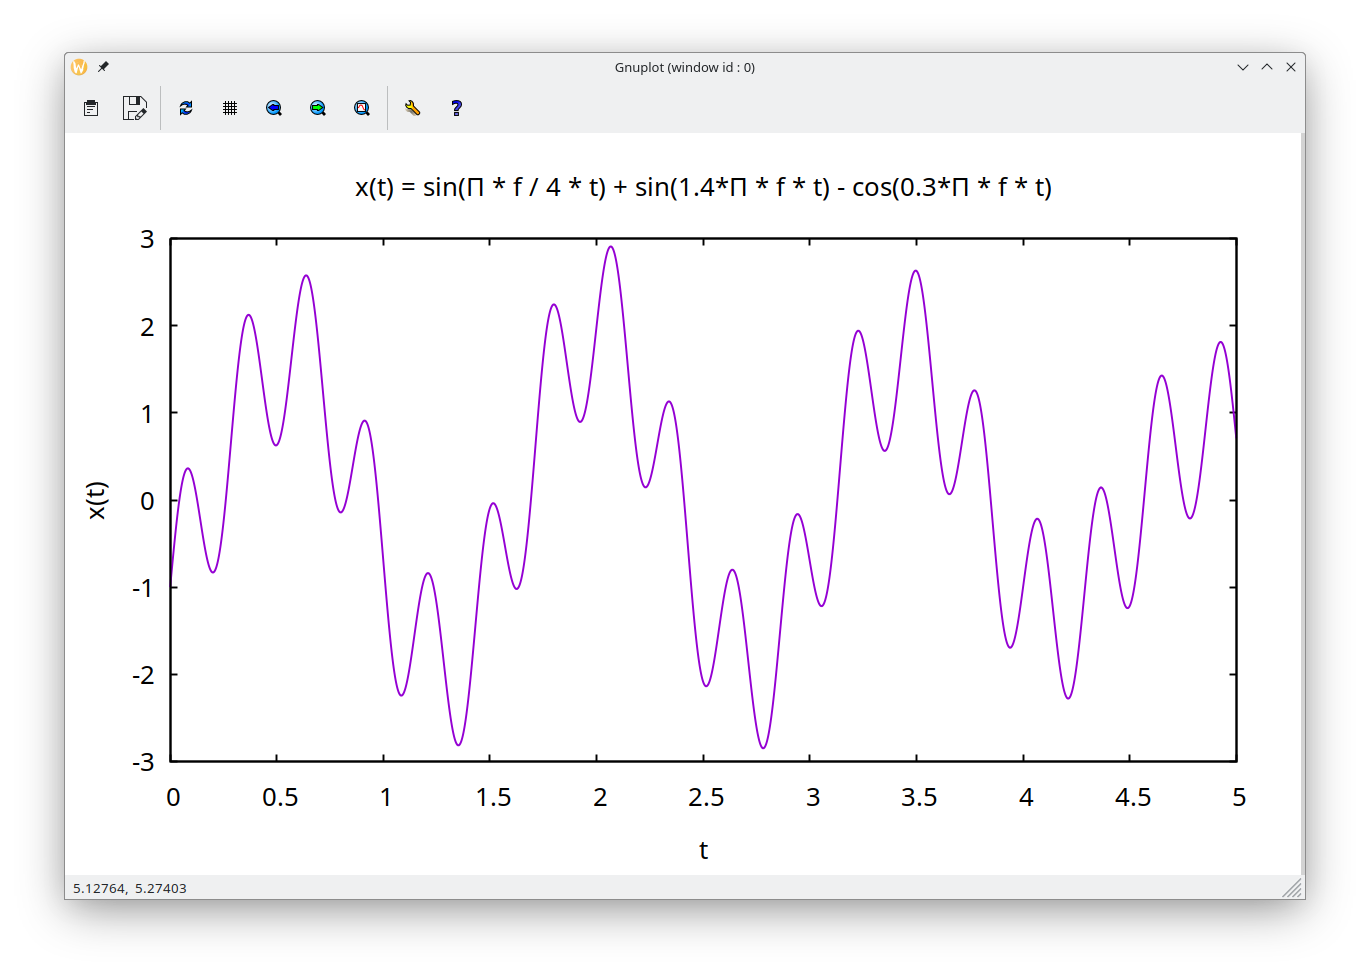 Gnuplot (window id : 0)
x(t) = sin(Π * f / 4 * t) + sin(1.4*Π * f * t) - cos(0.3*Π * f * t)
3
2
1
0
-1
-2
-3
x(t)
0 0.5 1 1.5 2 2.5 3 3.5 4 4.5 5
t
5.12764, 5.27403